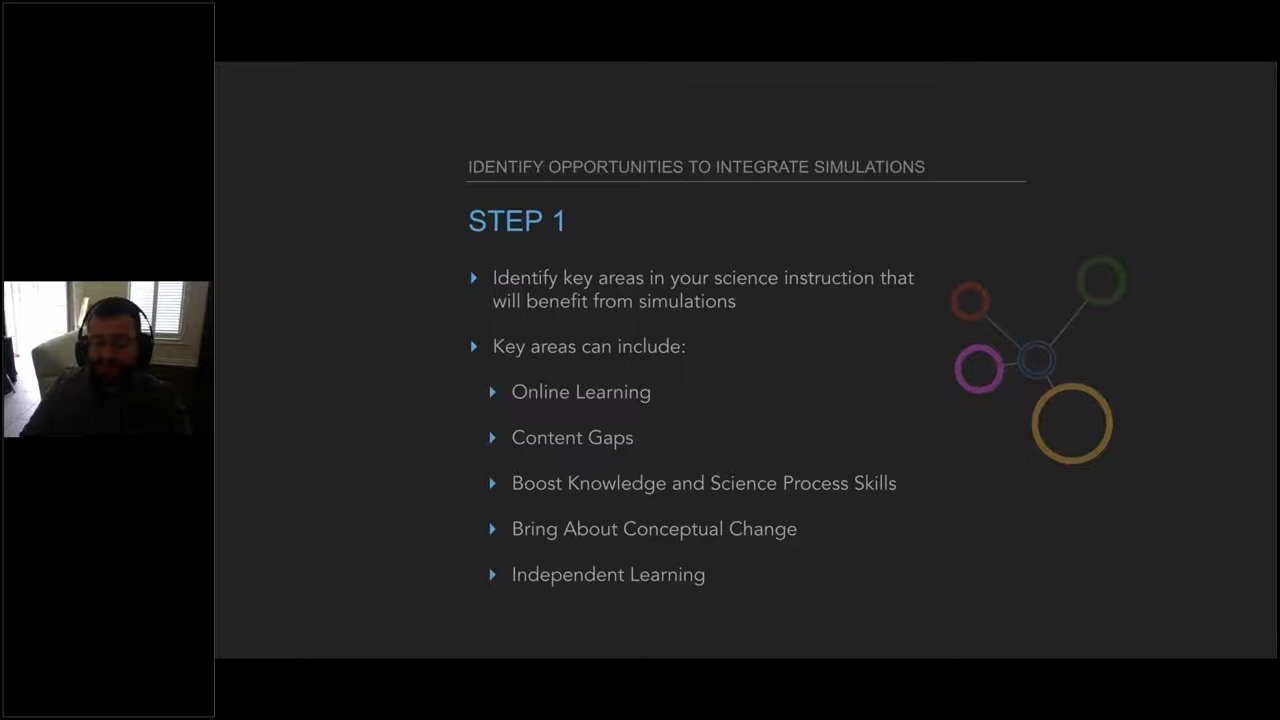 IDENTIFY OPPORTUNITIES TO INTEGRATE SIMULATIONS
STEP 1
Identify key areas in your science instruction that
will benefit from simulations
Key areas can include:
Online Learning
Content Gaps
Boost Knowledge and Science Process Skills
Bring About Conceptual Change
Independent Learning